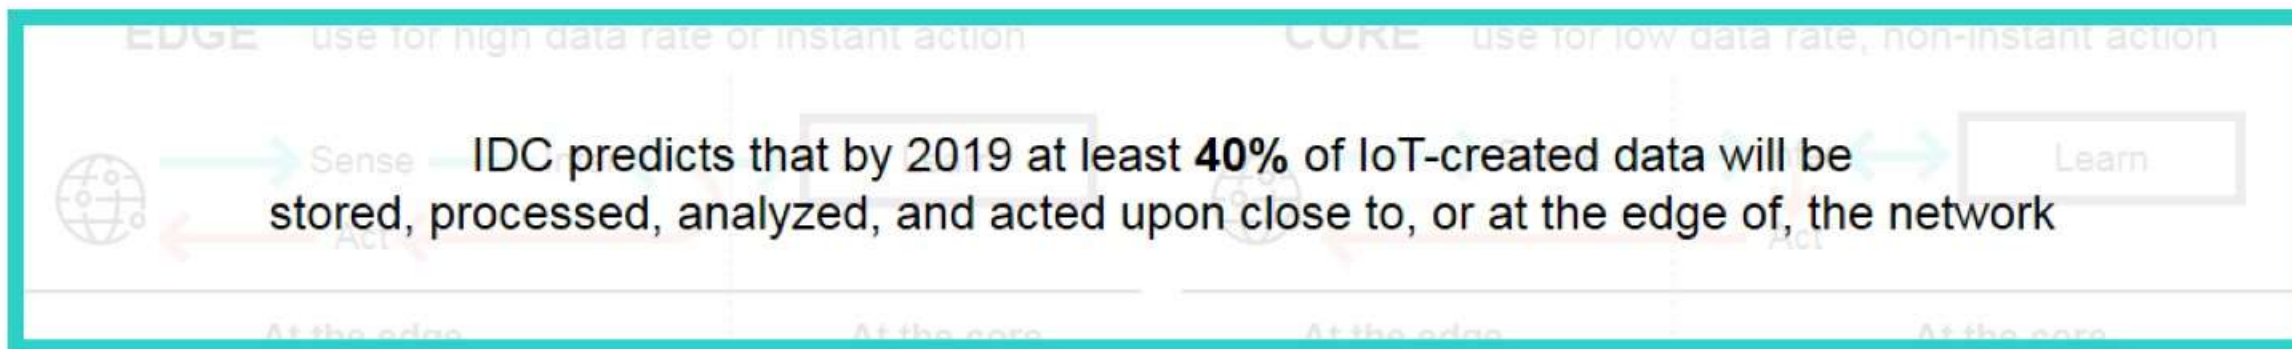 EDGE use for high data rate or instant action
CORE use for low data rate, non-instant action
IDC predicts that by 2019 at least 40% of IoT-created data will be
stored, processed, analyzed, and acted upon close to, or at the edge of, the network
Sense
Learn
Act
Act
At the edge
At the core
At the edge
At the core